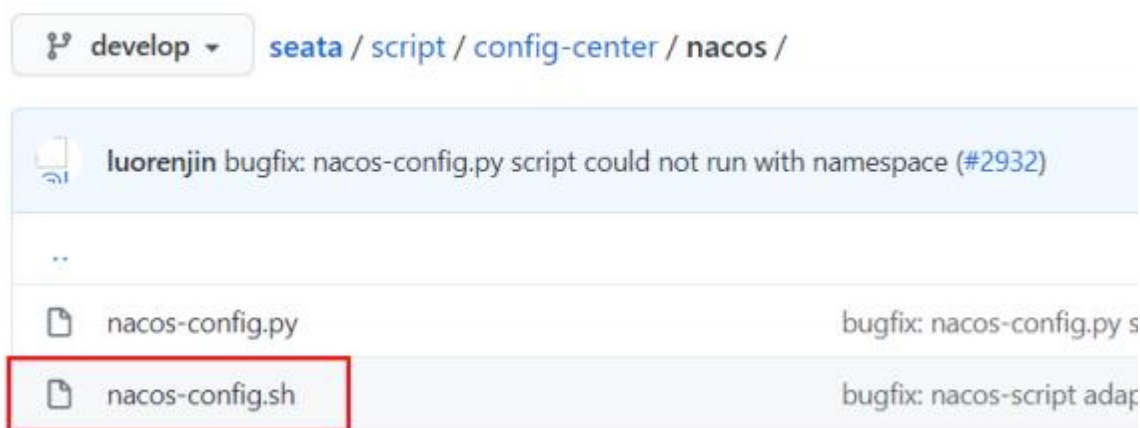 develop seata / script / config-center / nacos /
luorenjin bugfix: nacos-config.py script could not run with namespace (#2932)
..
nacos-config.py bugfix: nacos-config.py s
nacos-config.sh bugfix: nacos-script adap